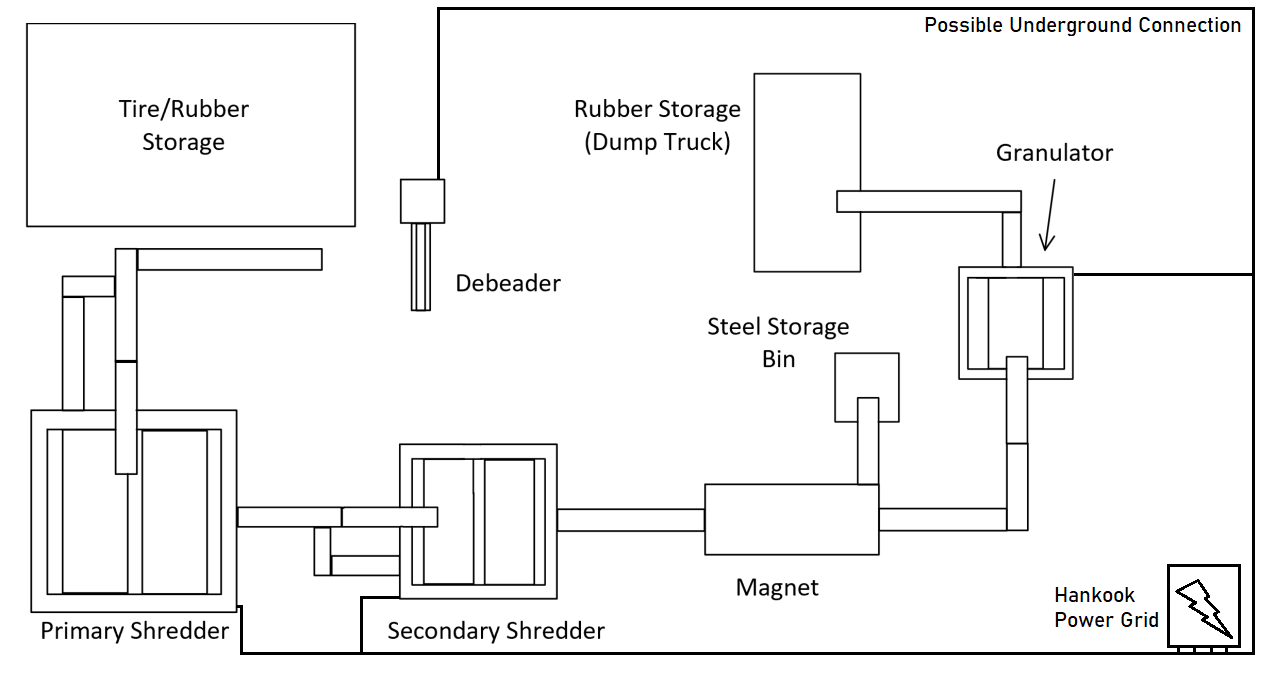 Possible Underground Connection
Tire/Rubber
Storage
Rubber Storage
(Dump Truck)
Granulator
Debeader
Steel Storage
Bin
Magnet
Hankook
Power Grid
Primary Shredder
Secondary Shredder